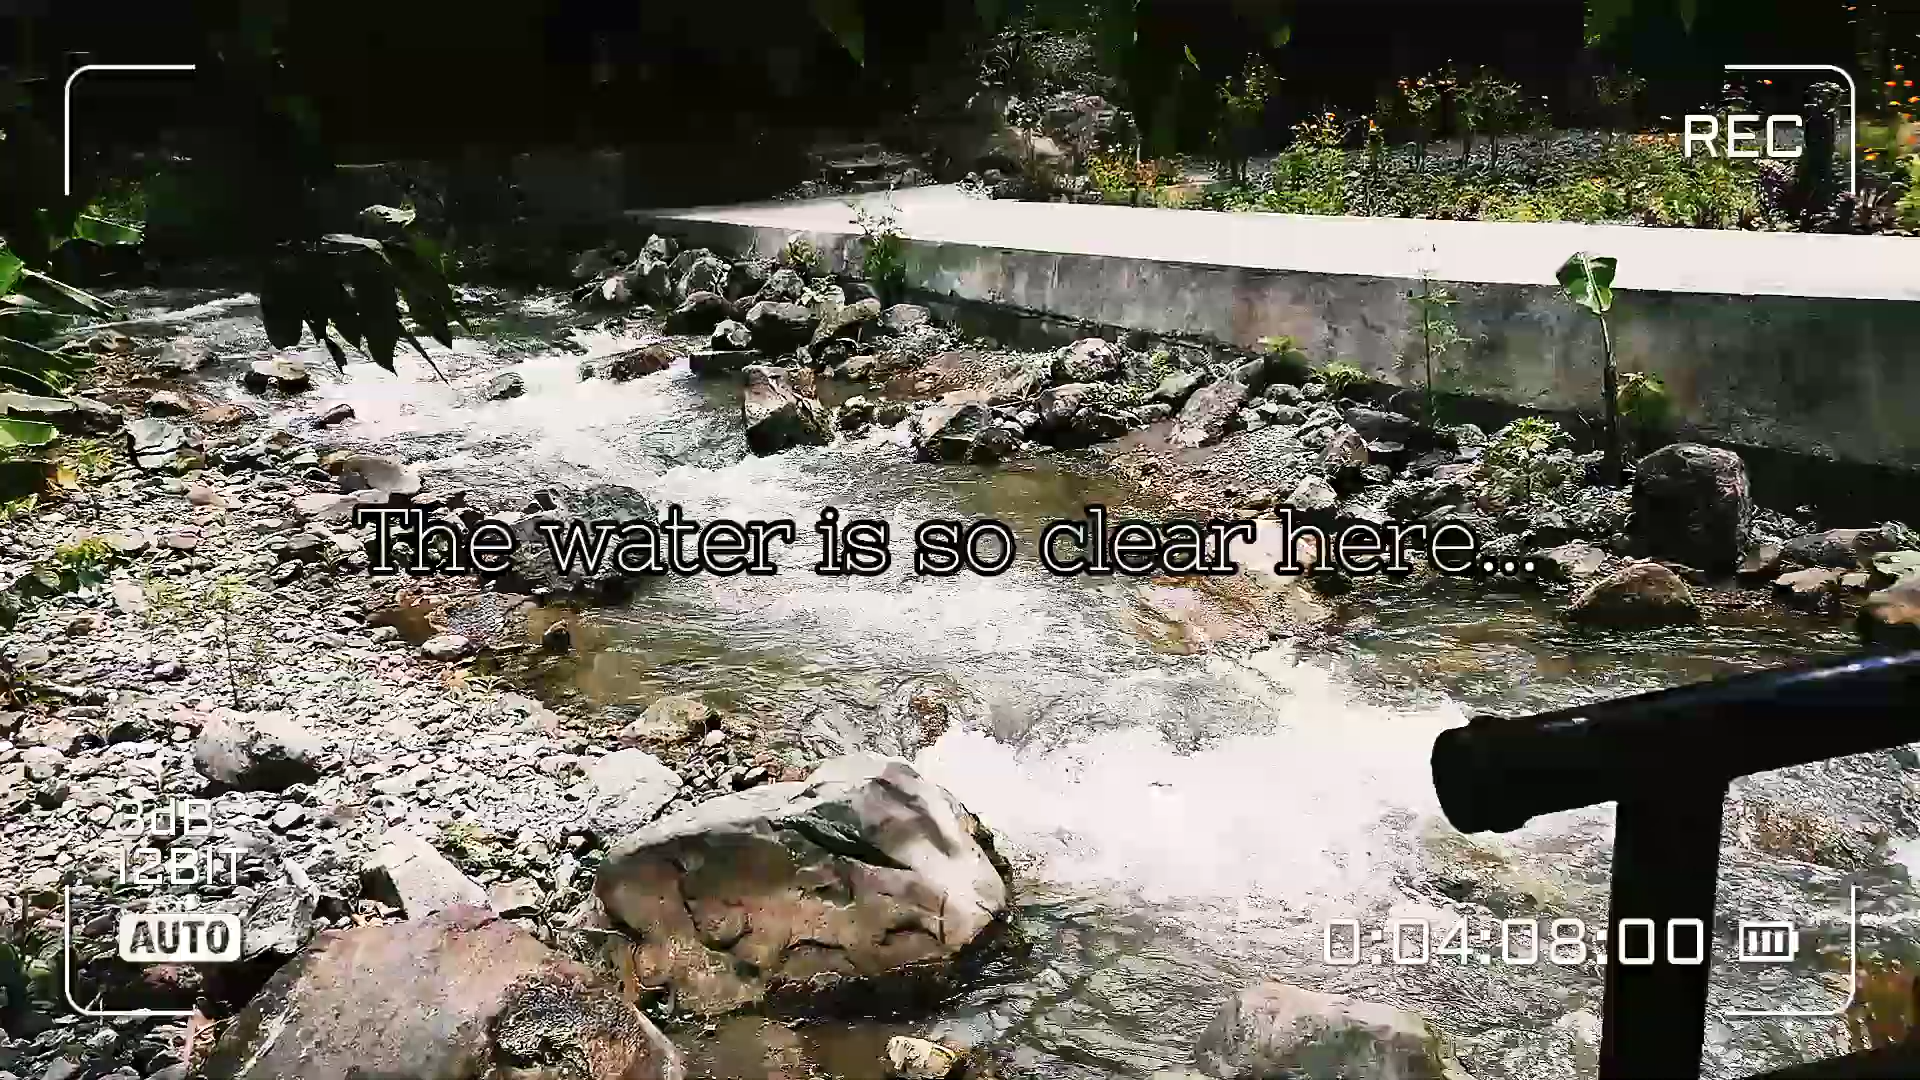 REC
The water is so clear here...
3dB
12BIT
AUTO
0:04:08:00